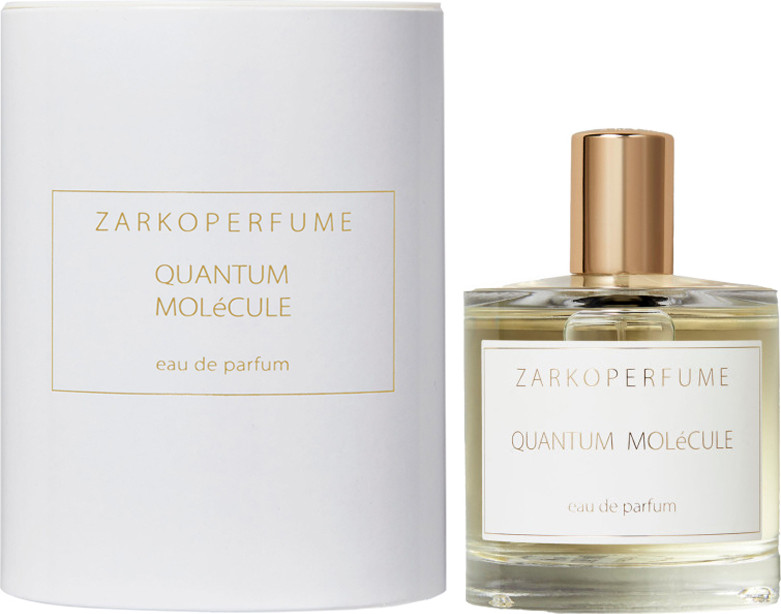 ZARKOPERFUME
QUANTUM
MOLéCULE
eau de parfum
ZARKOPERFUME
QUANTUM MOLéCULE
eau de parfum